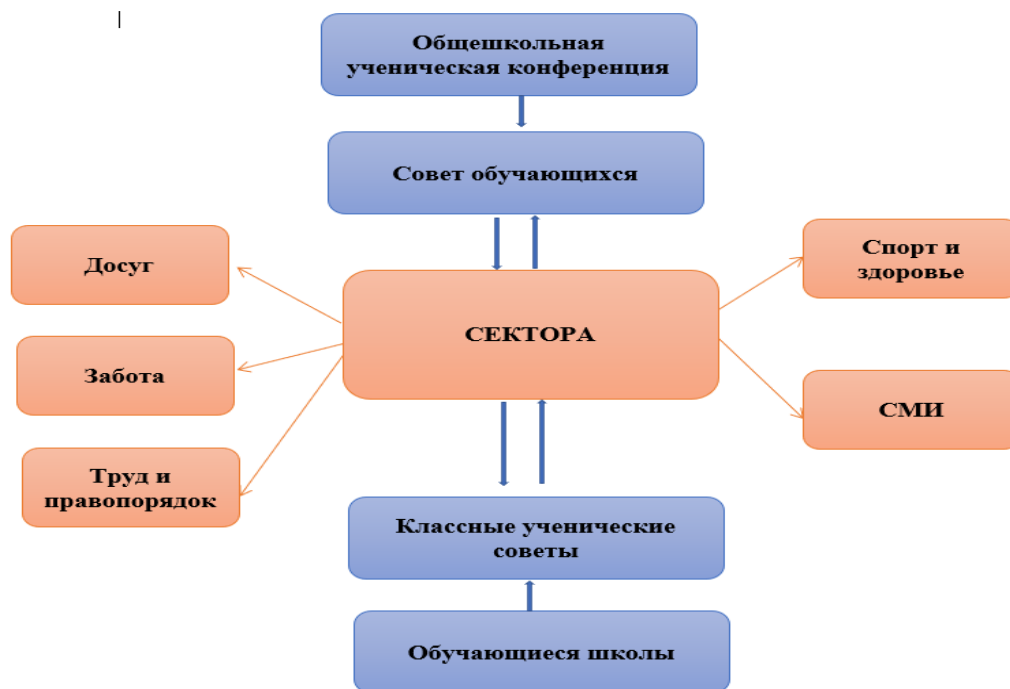 Общешкольная
ученическая конференция
Совет обучающихся
Досуг
Спорт и
здоровье
СЕКТОРА
Забота
СМИ
Труд и
правопорядок
Классные ученические
советы
Обучающиеся школы